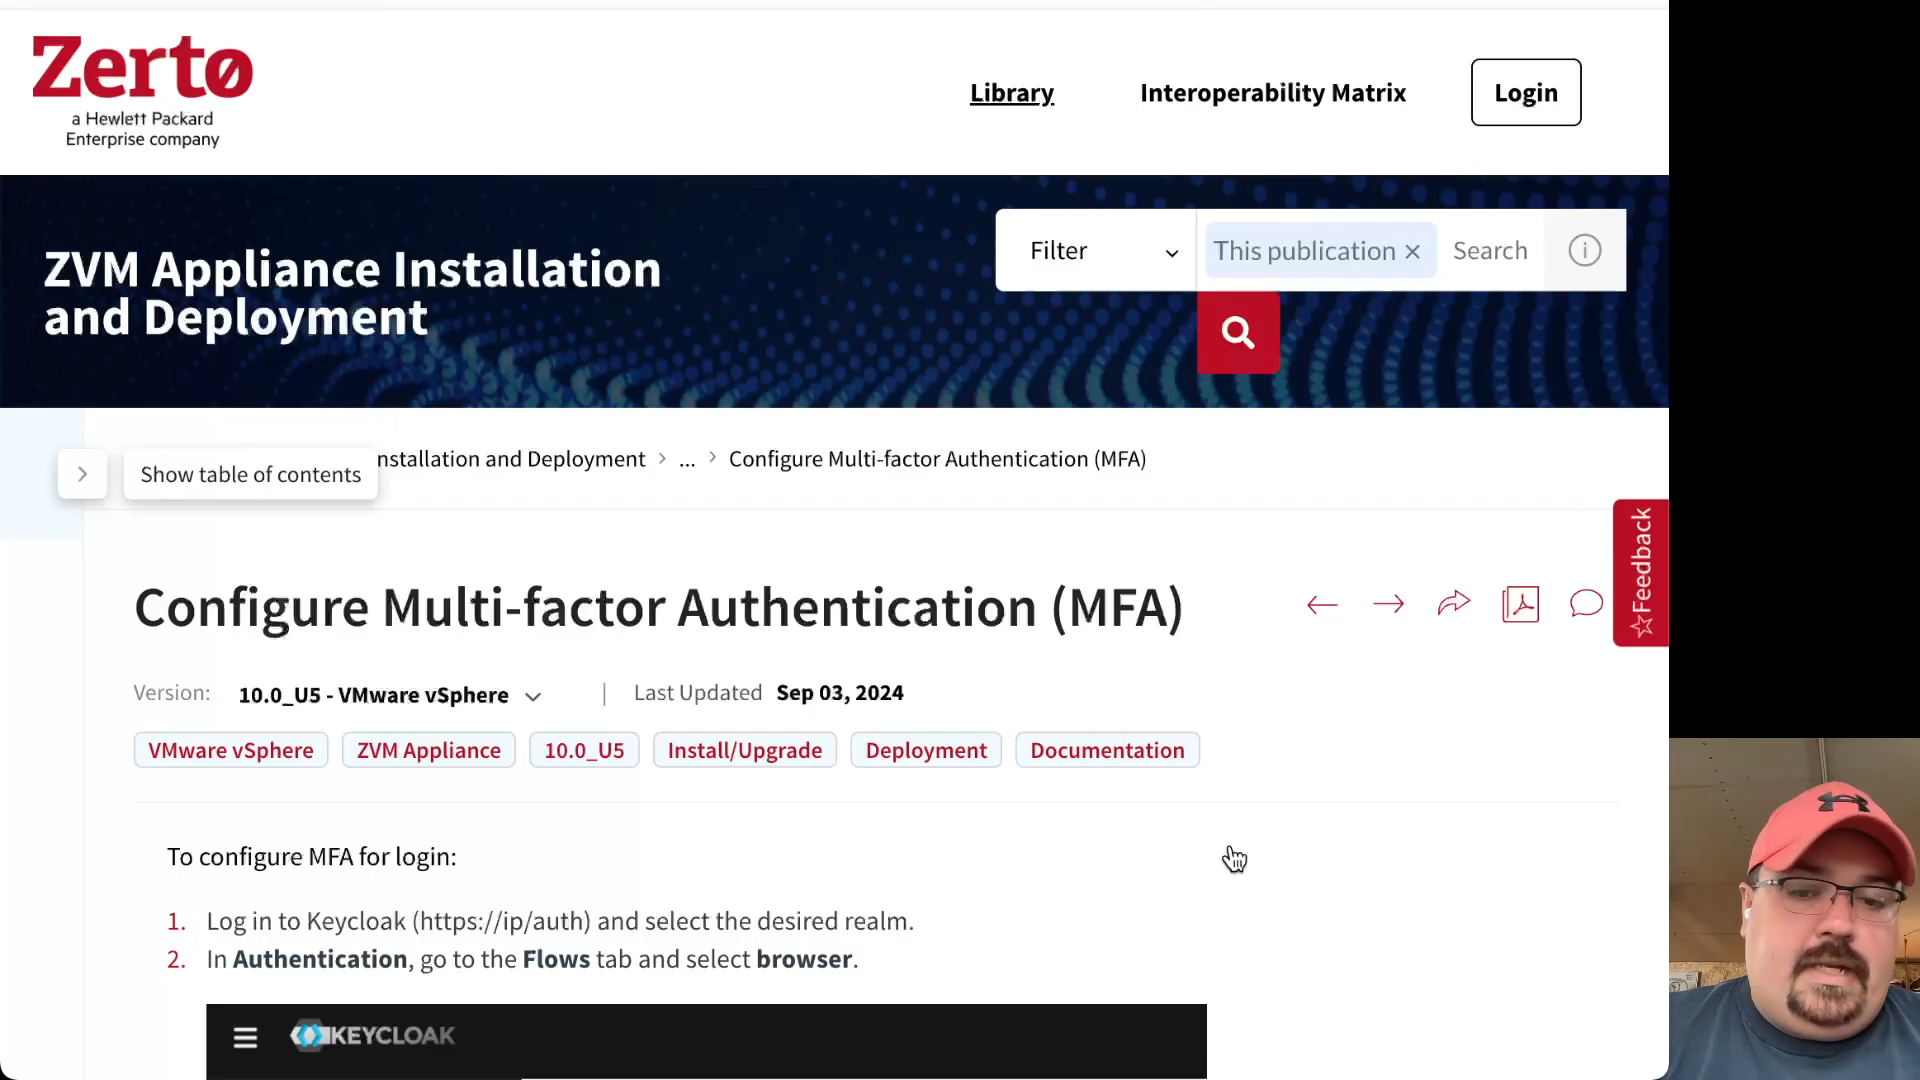 Zerto
a Hewlett Packard
Enterprise company
Library
Interoperability Matrix
Login
ZVM Appliance Installation
and Deployment
Filter
This publication ×
Search
Show table of contents
nstallation and Deployment > ... > Configure Multi-factor Authentication (MFA)
☆Feedback
Configure Multi-factor Authentication (MFA)
Version: 10.0_U5 - VMware vSphere | Last Updated Sep 03, 2024
VMware vSphere
ZVM Appliance
10.0_U5
Install/Upgrade
Deployment
Documentation
To configure MFA for login:
1. Log in to Keycloak (https://ip/auth) and select the desired realm.
2. In Authentication, go to the Flows tab and select browser.
KEYCLOAK